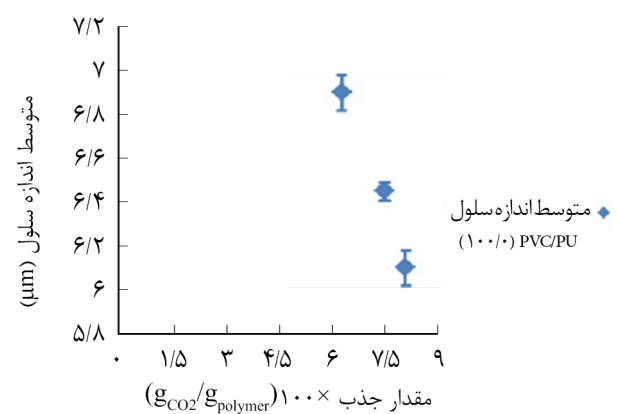 ۷/۲
۷
۶/۸
۶/۶
۶/۴
۶/۲
۶
۵/۸
متوسط اندازه سلول (μm)
۰ ۱/۵ ۳ ۴/۵ ۶ ۷/۵ ۹
مقدار جذب ×۱۰۰(gCO2/gpolymer)
متوسط اندازه سلول
PVC/PU (۱۰۰/۰)